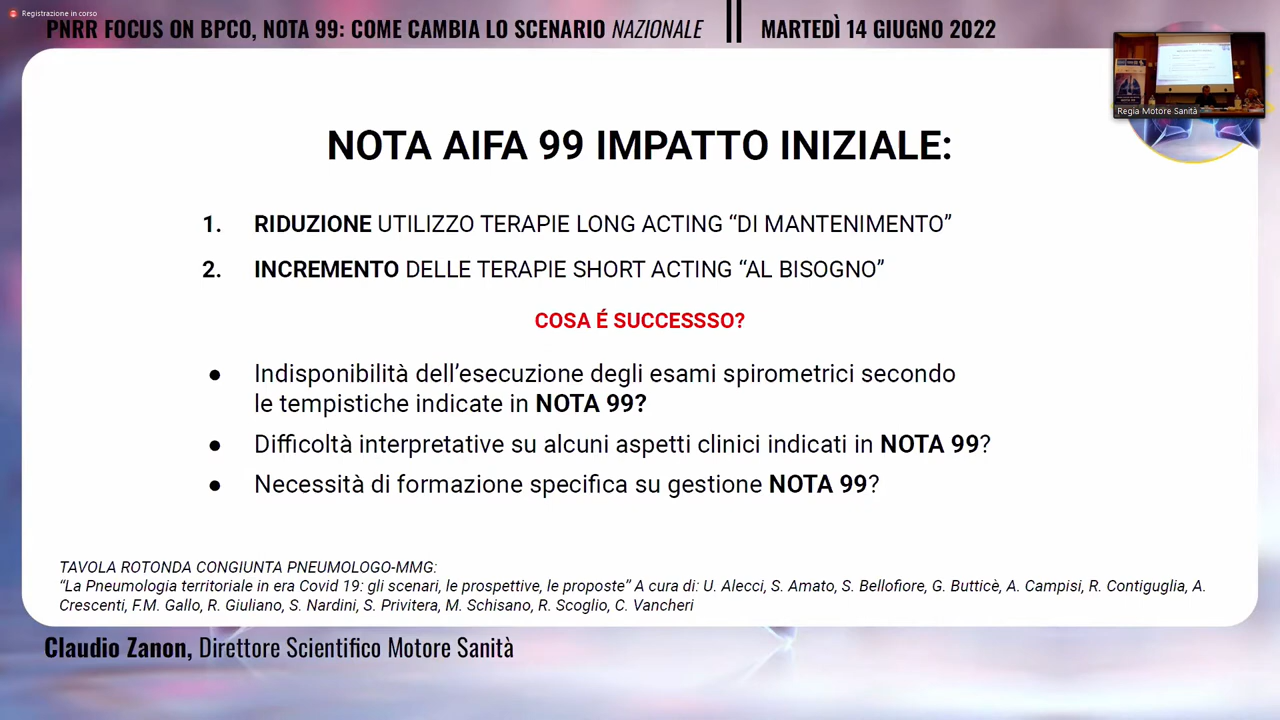 Registrazione in corso
PNRR FOCUS ON BPCO, NOTA 99: COME CAMBIA LO SCENARIO NAZIONALE || MARTEDÌ 14 GIUGNO 2022
Regia Motore Sanità
NOTA AIFA 99 IMPATTO INIZIALE:
1. RIDUZIONE UTILIZZO TERAPIE LONG ACTING “DI MANTENIMENTO”
2. INCREMENTO DELLE TERAPIE SHORT ACTING “AL BISOGNO”
COSA É SUCCESSSO?
● Indisponibilità dell’esecuzione degli esami spirometrici secondo
le tempistiche indicate in NOTA 99?
● Difficoltà interpretative su alcuni aspetti clinici indicati in NOTA 99?
● Necessità di formazione specifica su gestione NOTA 99?
TAVOLA ROTONDA CONGIUNTA PNEUMOLOGO-MMG:
“La Pneumologia territoriale in era Covid 19: gli scenari, le prospettive, le proposte” A cura di: U. Alecci, S. Amato, S. Bellofiore, G. Butticè, A. Campisi, R. Contiguglia, A.
Crescenti, F.M. Gallo, R. Giuliano, S. Nardini, S. Privitera, M. Schisano, R. Scoglio, C. Vancheri
Claudio Zanon, Direttore Scientifico Motore Sanità